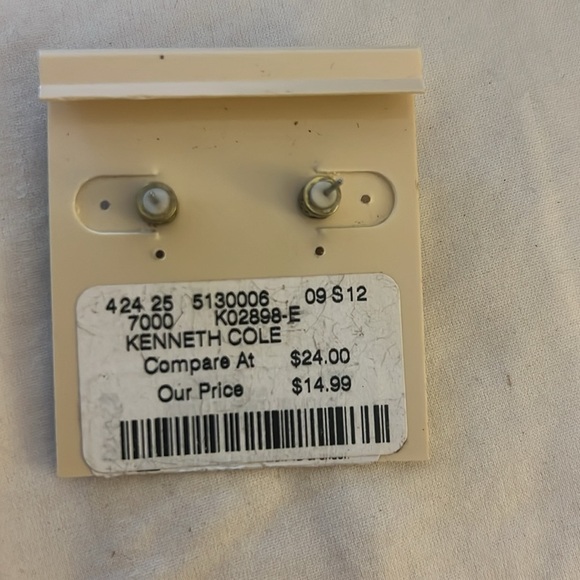 424 25 5130006 09 S12
7000 K02898-E
KENNETH COLE
Compare At $24.00
Our Price $14.99